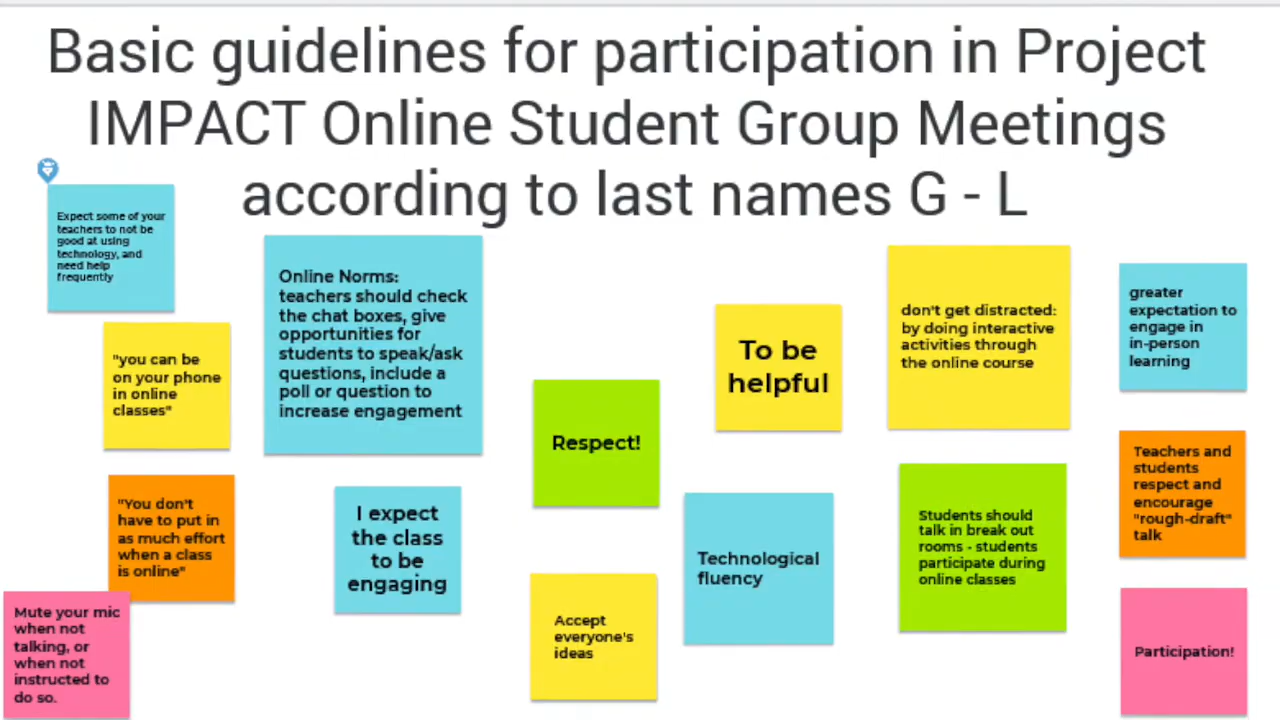 Basic guidelines for participation in Project
IMPACT Online Student Group Meetings
according to last names G - L
Expect some of your
teachers to not be
good at using
technology, and
need help
frequently
"you can be
on your phone
in online
classes"
"You don't
have to put in
as much effort
when a class
is online"
Mute your mic
when not
talking, or
when not
instructed to
do so.
Online Norms:
teachers should check
the chat boxes, give
opportunities for
students to speak/ask
questions, include a
poll or question to
increase engagement
I expect
the class
to be
engaging
Respect!
Accept
everyone's
ideas
To be
helpful
Technological
fluency
don't get distracted:
by doing interactive
activities through
the online course
Students should
talk in break out
rooms - students
participate during
online classes
greater
expectation to
engage in
in-person
learning
Teachers and
students
respect and
encourage
"rough-draft"
talk
Participation!